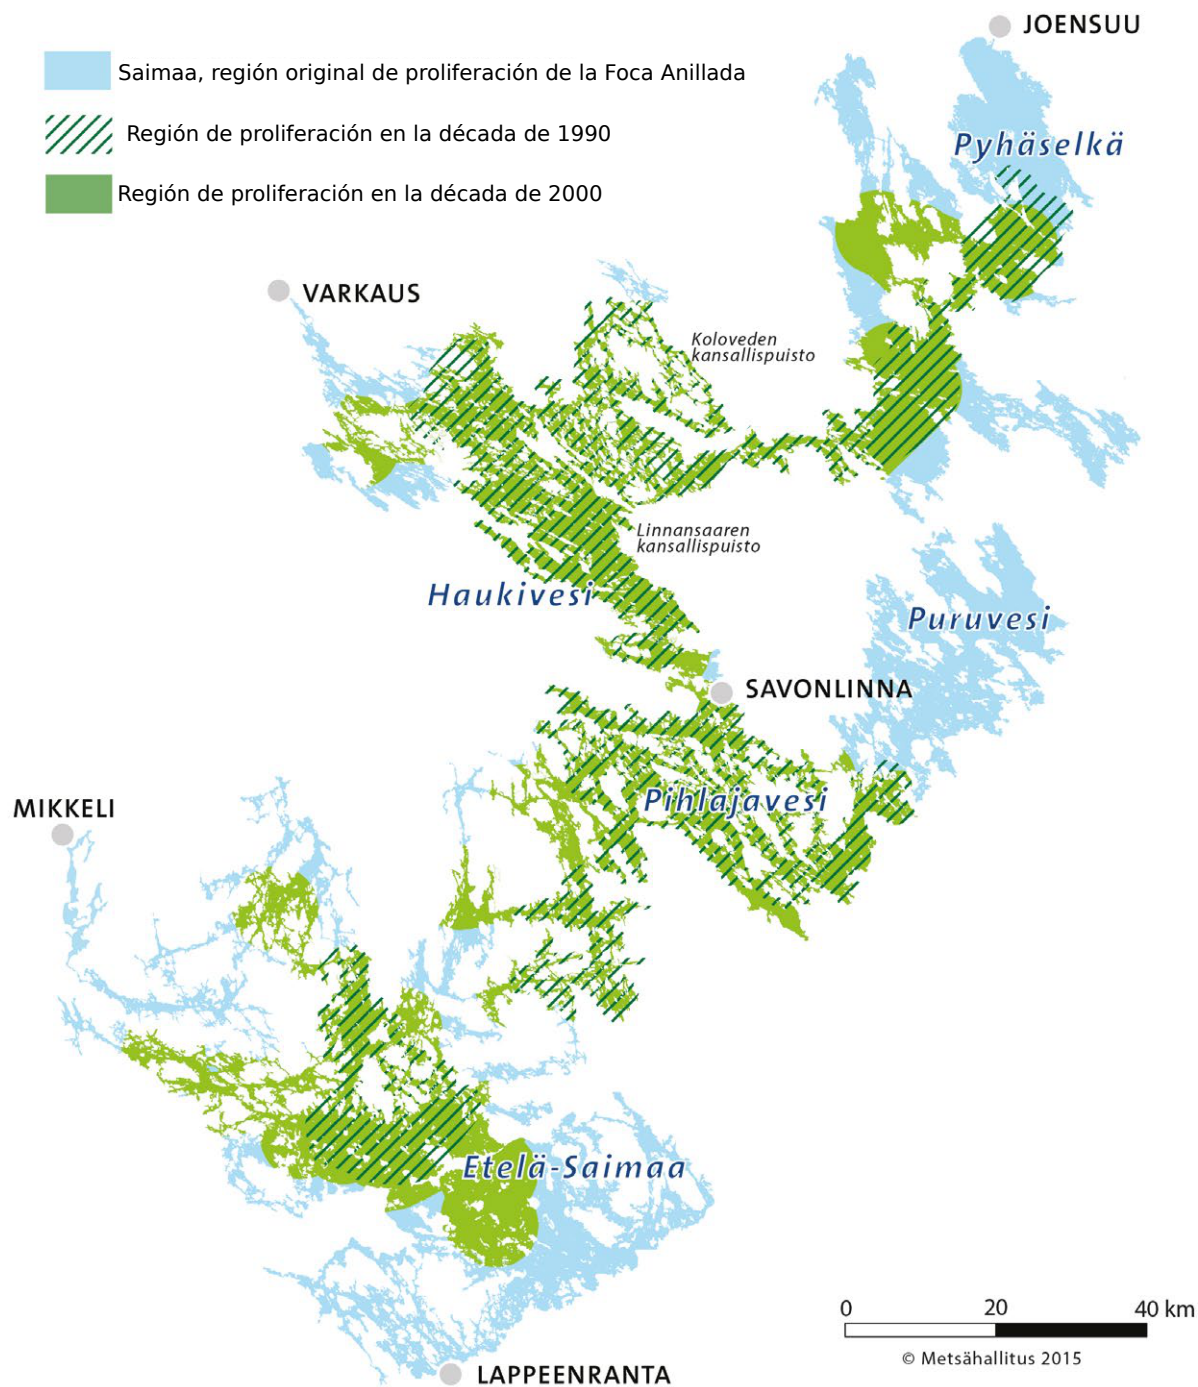 JOENSUU
Saimaa, región original de proliferación de la Foca Anillada
Región de proliferación en la década de 1990
Pyhäselkä
Región de proliferación en la década de 2000
VARKAUS
Koloveden
kansallispuisto
Linnansaaren
kansallispuisto
Haukivesi
Puruvesi
SAVONLINNA
Pihlajavesi
MIKKELI
Etelä-Saimaa
0 20 40 km
© Metsähallitus 2015
LAPPEENRANTA